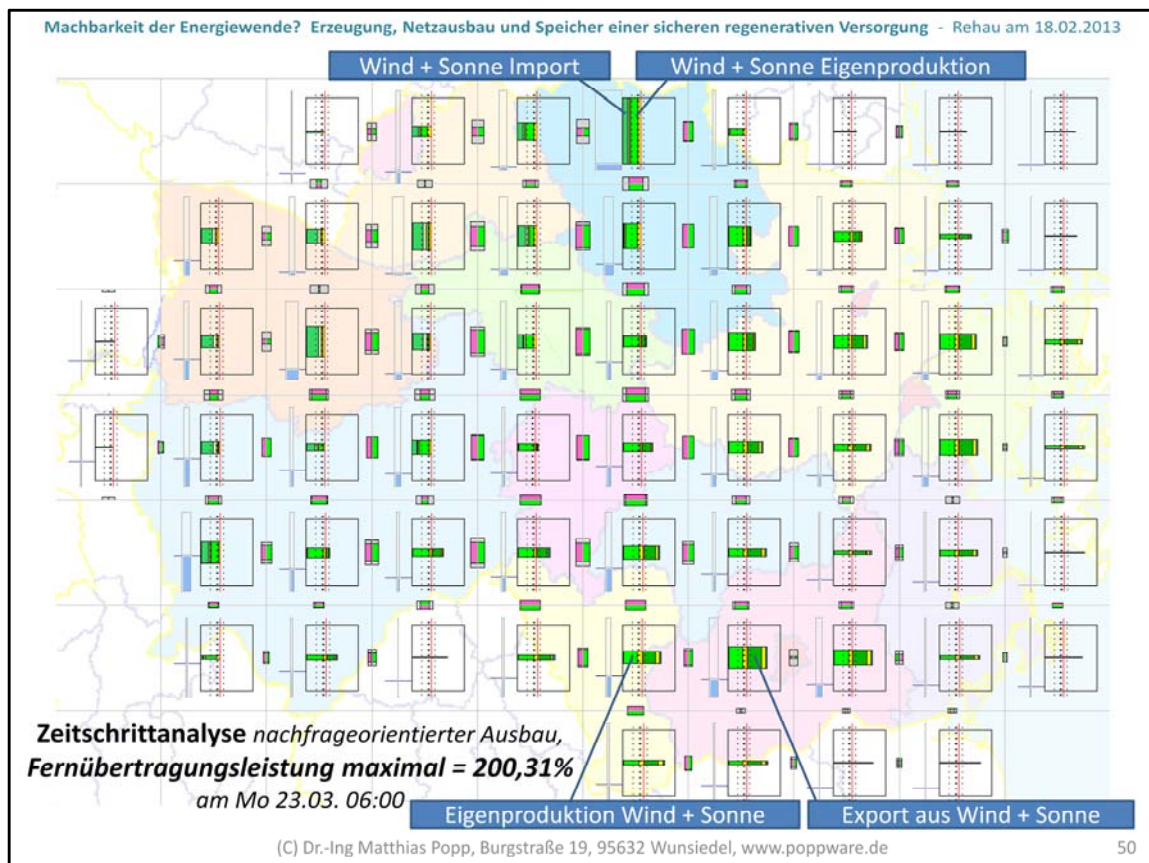 Machbarkeit der Energiewende? Erzeugung, Netzausbau und Speicher einer sicheren regenerativen Versorgung - Rehau am 18.02.2013
Wind + Sonne Import
Wind + Sonne Eigenproduktion
Zeitschrittanalyse nachfrageorientierter Ausbau,
Fernübertragungsleistung maximal = 200,31%
am Mo 23.03. 06:00
Eigenproduktion Wind + Sonne
Export aus Wind + Sonne
(C) Dr.-Ing Matthias Popp, Burgstraße 19, 95632 Wunsiedel, www.poppware.de
50